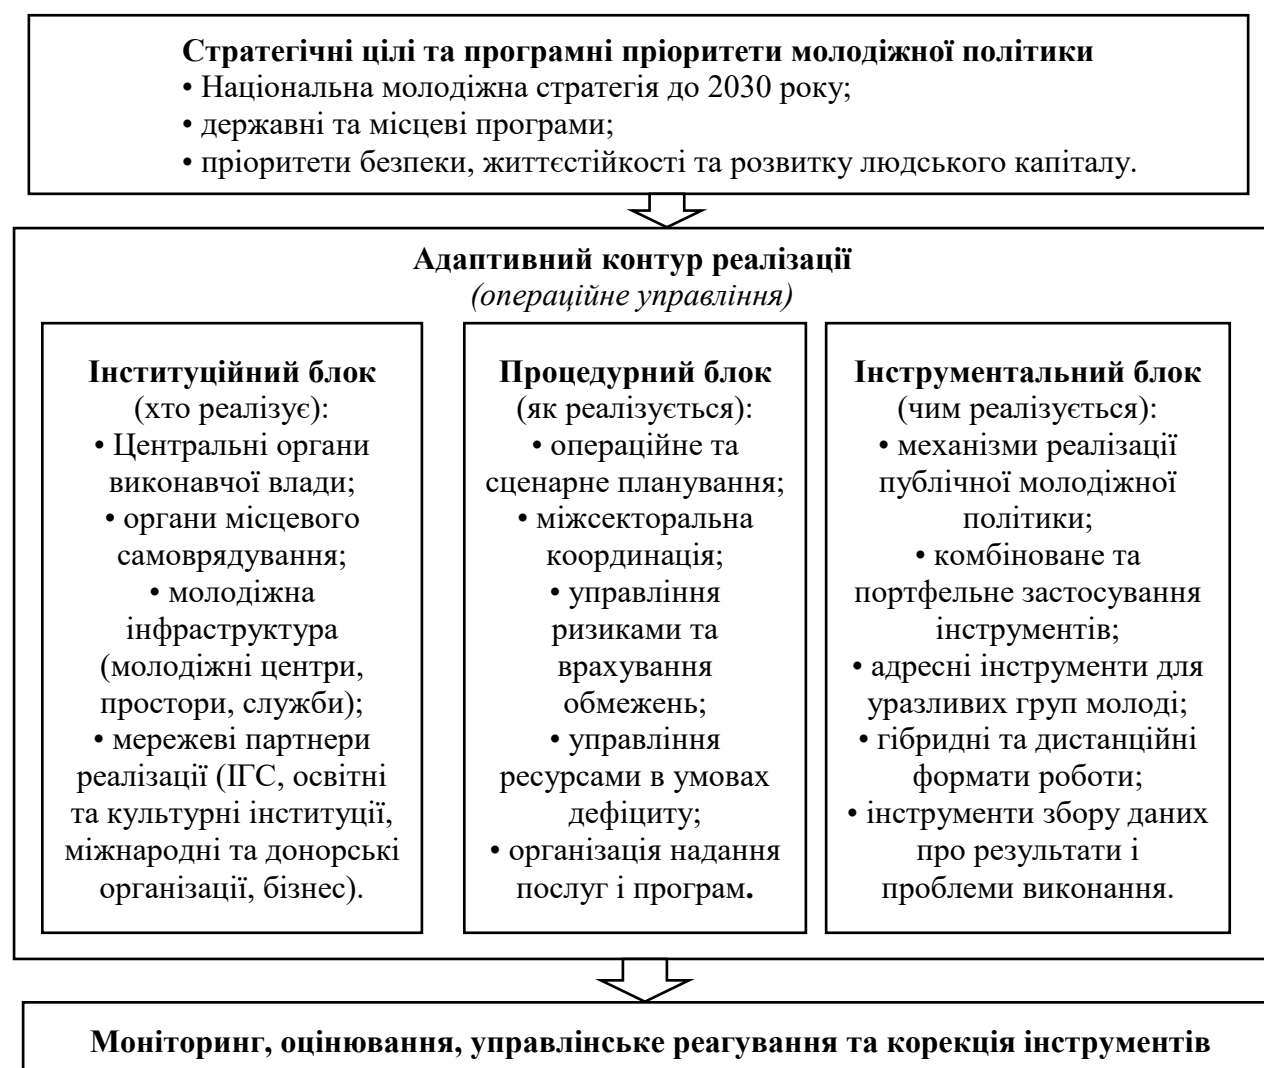 Стратегічні цілі та програмні пріоритети молодіжної політики
• Національна молодіжна стратегія до 2030 року;
• державні та місцеві програми;
• пріоритети безпеки, життєстійкості та розвитку людського капіталу.
Адаптивний контур реалізації
(операційне управління)
Інституційний блок
(хто реалізує):
• Центральні органи
виконавчої влади;
• органи місцевого
самоврядування;
• молодіжна
інфраструктура
(молодіжні центри,
простори, служби);
• мережеві партнери
реалізації (ІГС, освітні
та культурні інституції,
міжнародні та донорські
організації, бізнес).
Процедурний блок
(як реалізується):
• операційне та
сценарне планування;
• міжсекторальна
координація;
• управління
ризиками та
врахування
обмежень;
• управління
ресурсами в умовах
дефіциту;
• організація надання
послуг і програм.
Інструментальний блок
(чим реалізується):
• механізми реалізації
публічної молодіжної
політики;
• комбіноване та
портфельне застосування
інструментів;
• адресні інструменти для
уразливих груп молоді;
• гібридні та дистанційні
формати роботи;
• інструменти збору даних
про результати і
проблеми виконання.
Моніторинг, оцінювання, управлінське реагування та корекція інструментів